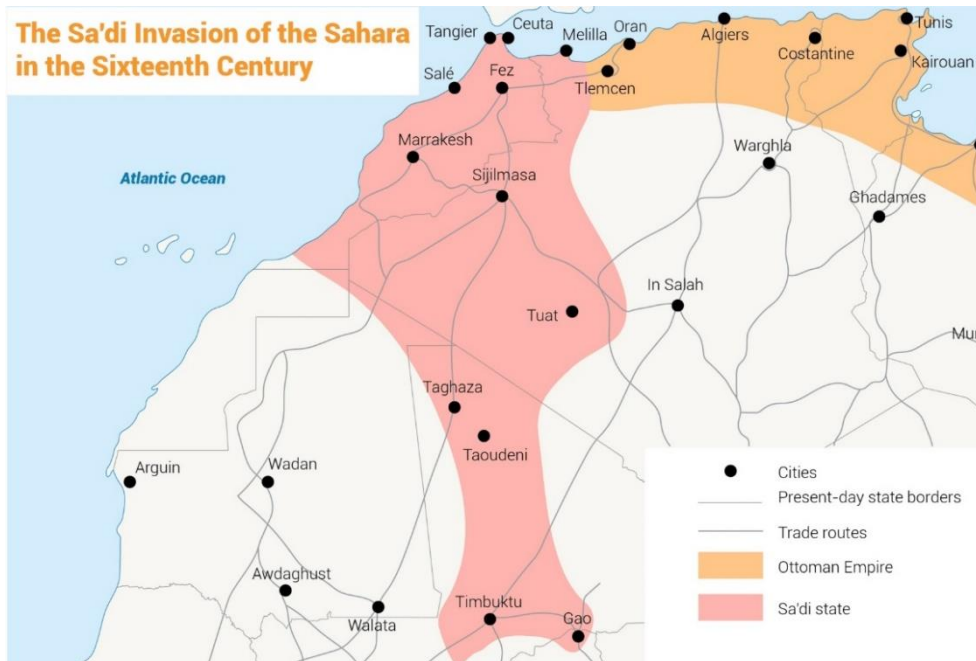 The Sa'di Invasion of the Sahara
in the Sixteenth Century
Tangier
Ceuta
Melilla
Oran
Algiers
Tunis
Costantine
Kairouan
Salé
Fez
Tlemcen
Marrakesh
Warghla
Atlantic Ocean
Sijilmasa
Ghadames
In Salah
Tuat
Mur
Taghaza
Taoudeni
Arguin
Wadan
Awdaghust
Walata
Timbuktu
Gao
Cities
Present-day state borders
Trade routes
Ottoman Empire
Sa'di state